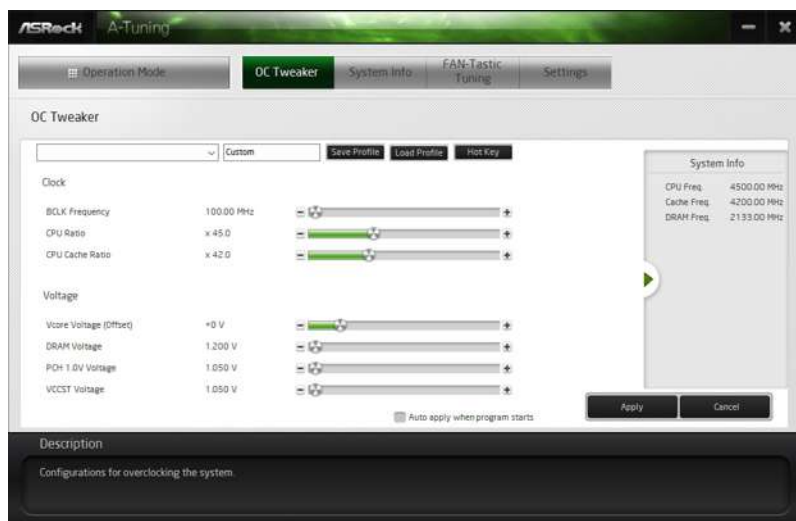 ASRock A-Tuning
Operation Mode
OC Tweaker
System Info
FAN-Tastic
Tuning
Settings
OC Tweaker
Custom
Save Profile
Load Profile
Hot Key
System Info
Clock
CPU Freq. 4500.00 MHz
Cache Freq. 4200.00 MHz
DRAM Freq. 2133.00 MHz
BCLK Frequency 100.00 MHz
CPU Ratio x 45.0
CPU Cache Ratio x 42.0
Voltage
Vcore Voltage (Offset) +0 V
DRAM Voltage 1.200 V
PCH 1.0V Voltage 1.050 V
VCCST Voltage 1.050 V
Auto apply when program starts
Apply
Cancel
Description
Configurations for overclocking the system.